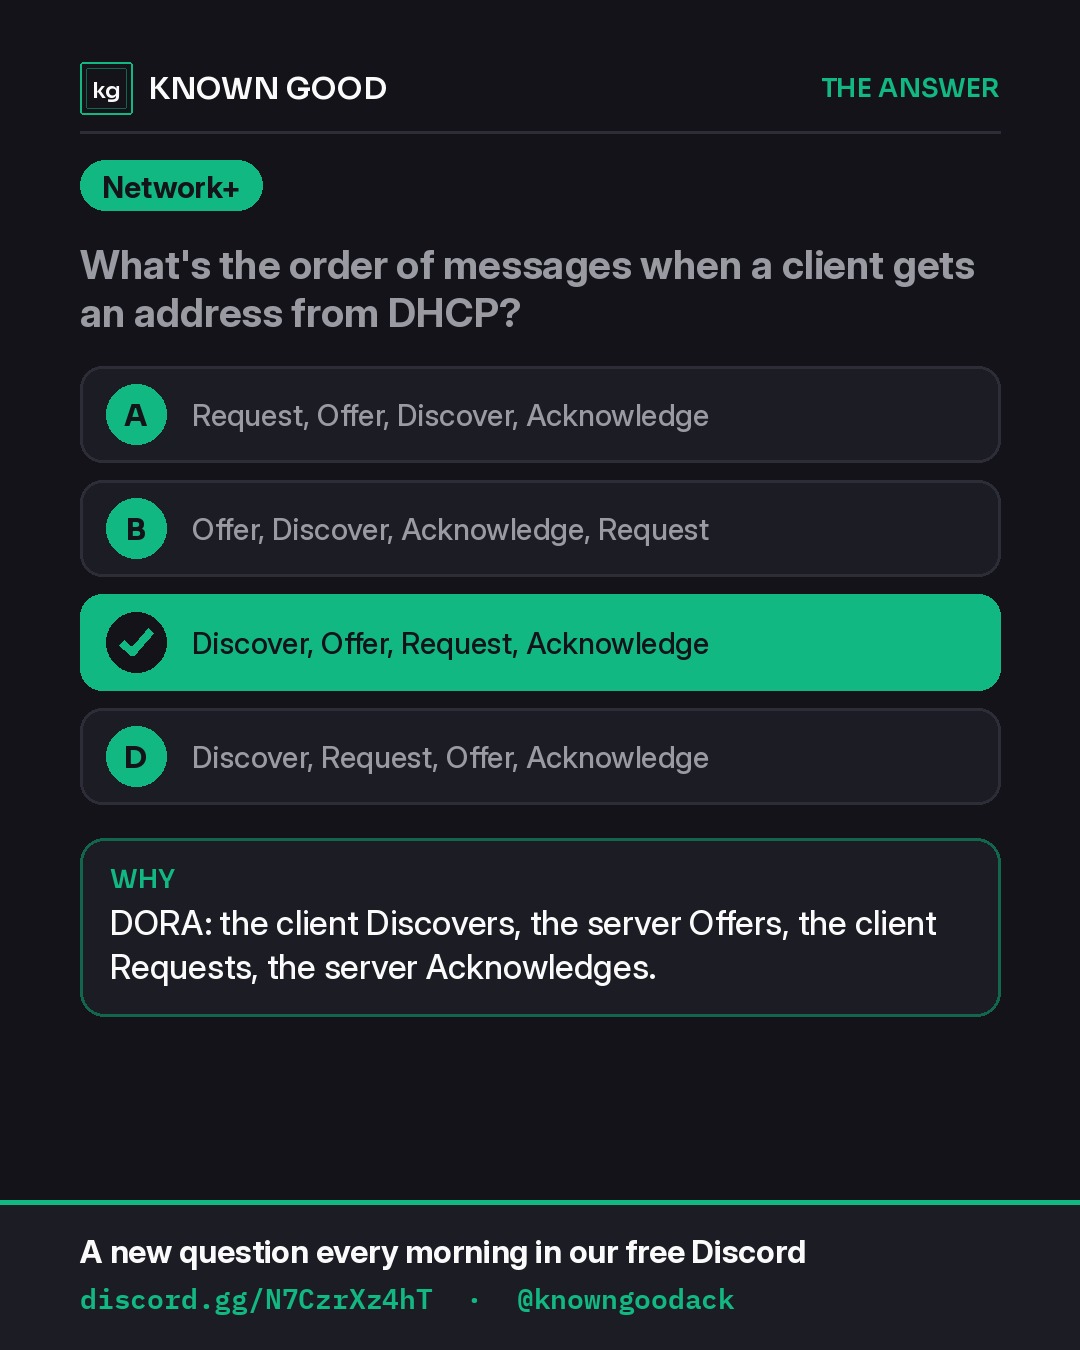 kg KNOWN GOOD
THE ANSWER
Network+
What's the order of messages when a client gets
an address from DHCP?
A Request, Offer, Discover, Acknowledge
B Offer, Discover, Acknowledge, Request
Discover, Offer, Request, Acknowledge
D Discover, Request, Offer, Acknowledge
WHY
DORA: the client Discovers, the server Offers, the client
Requests, the server Acknowledges.
A new question every morning in our free Discord
discord.gg/N7CzrXz4hT · @knowngoodack